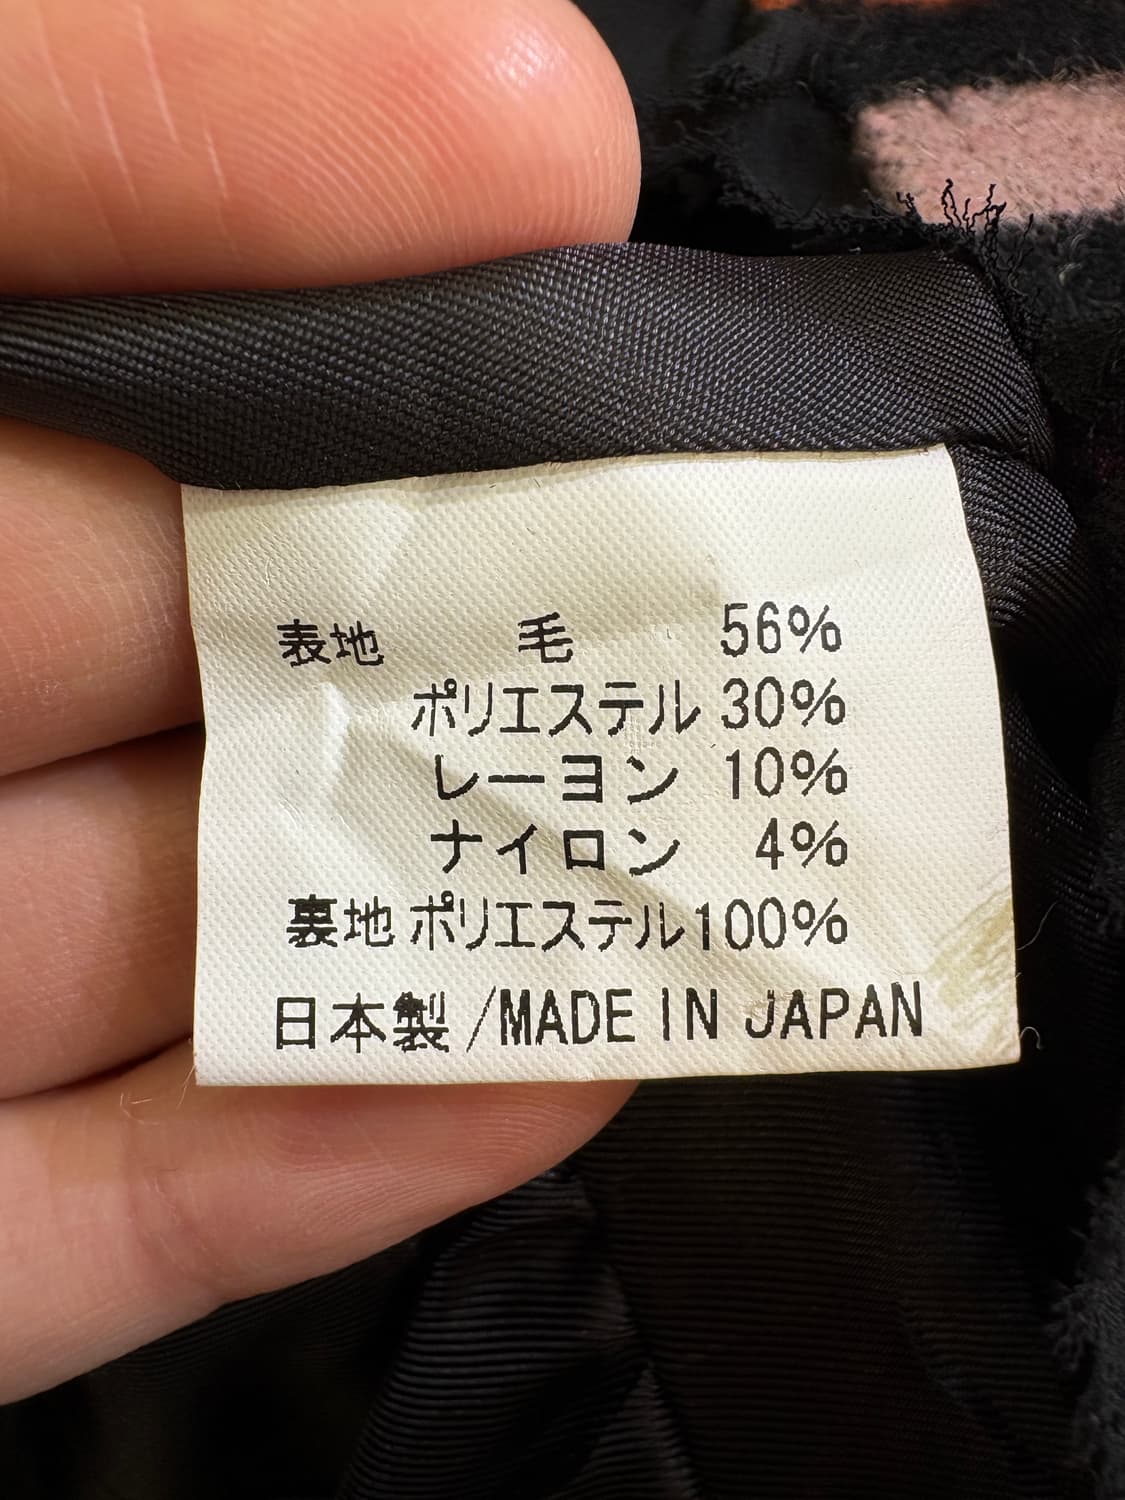 表地 毛 56%
ポリエステル 30%
レーヨン 10%
ナイロン 4%
裏地 ポリエステル100%
日本製/MADE IN JAPAN